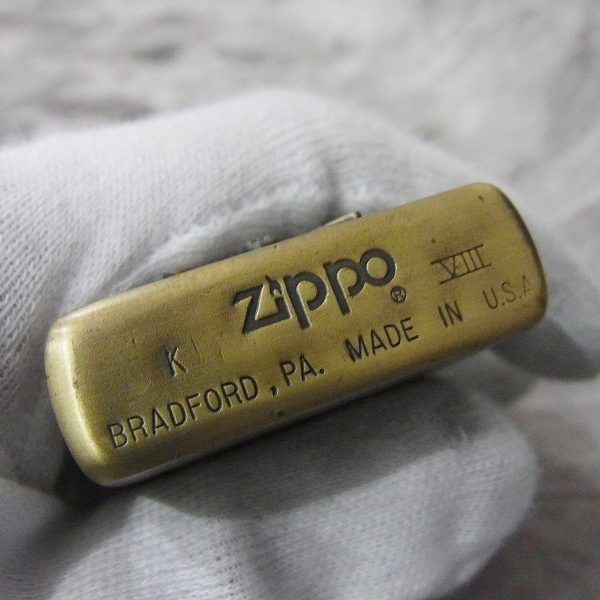 K Zippo ® VIII
BRADFORD, PA. MADE IN U.S.A